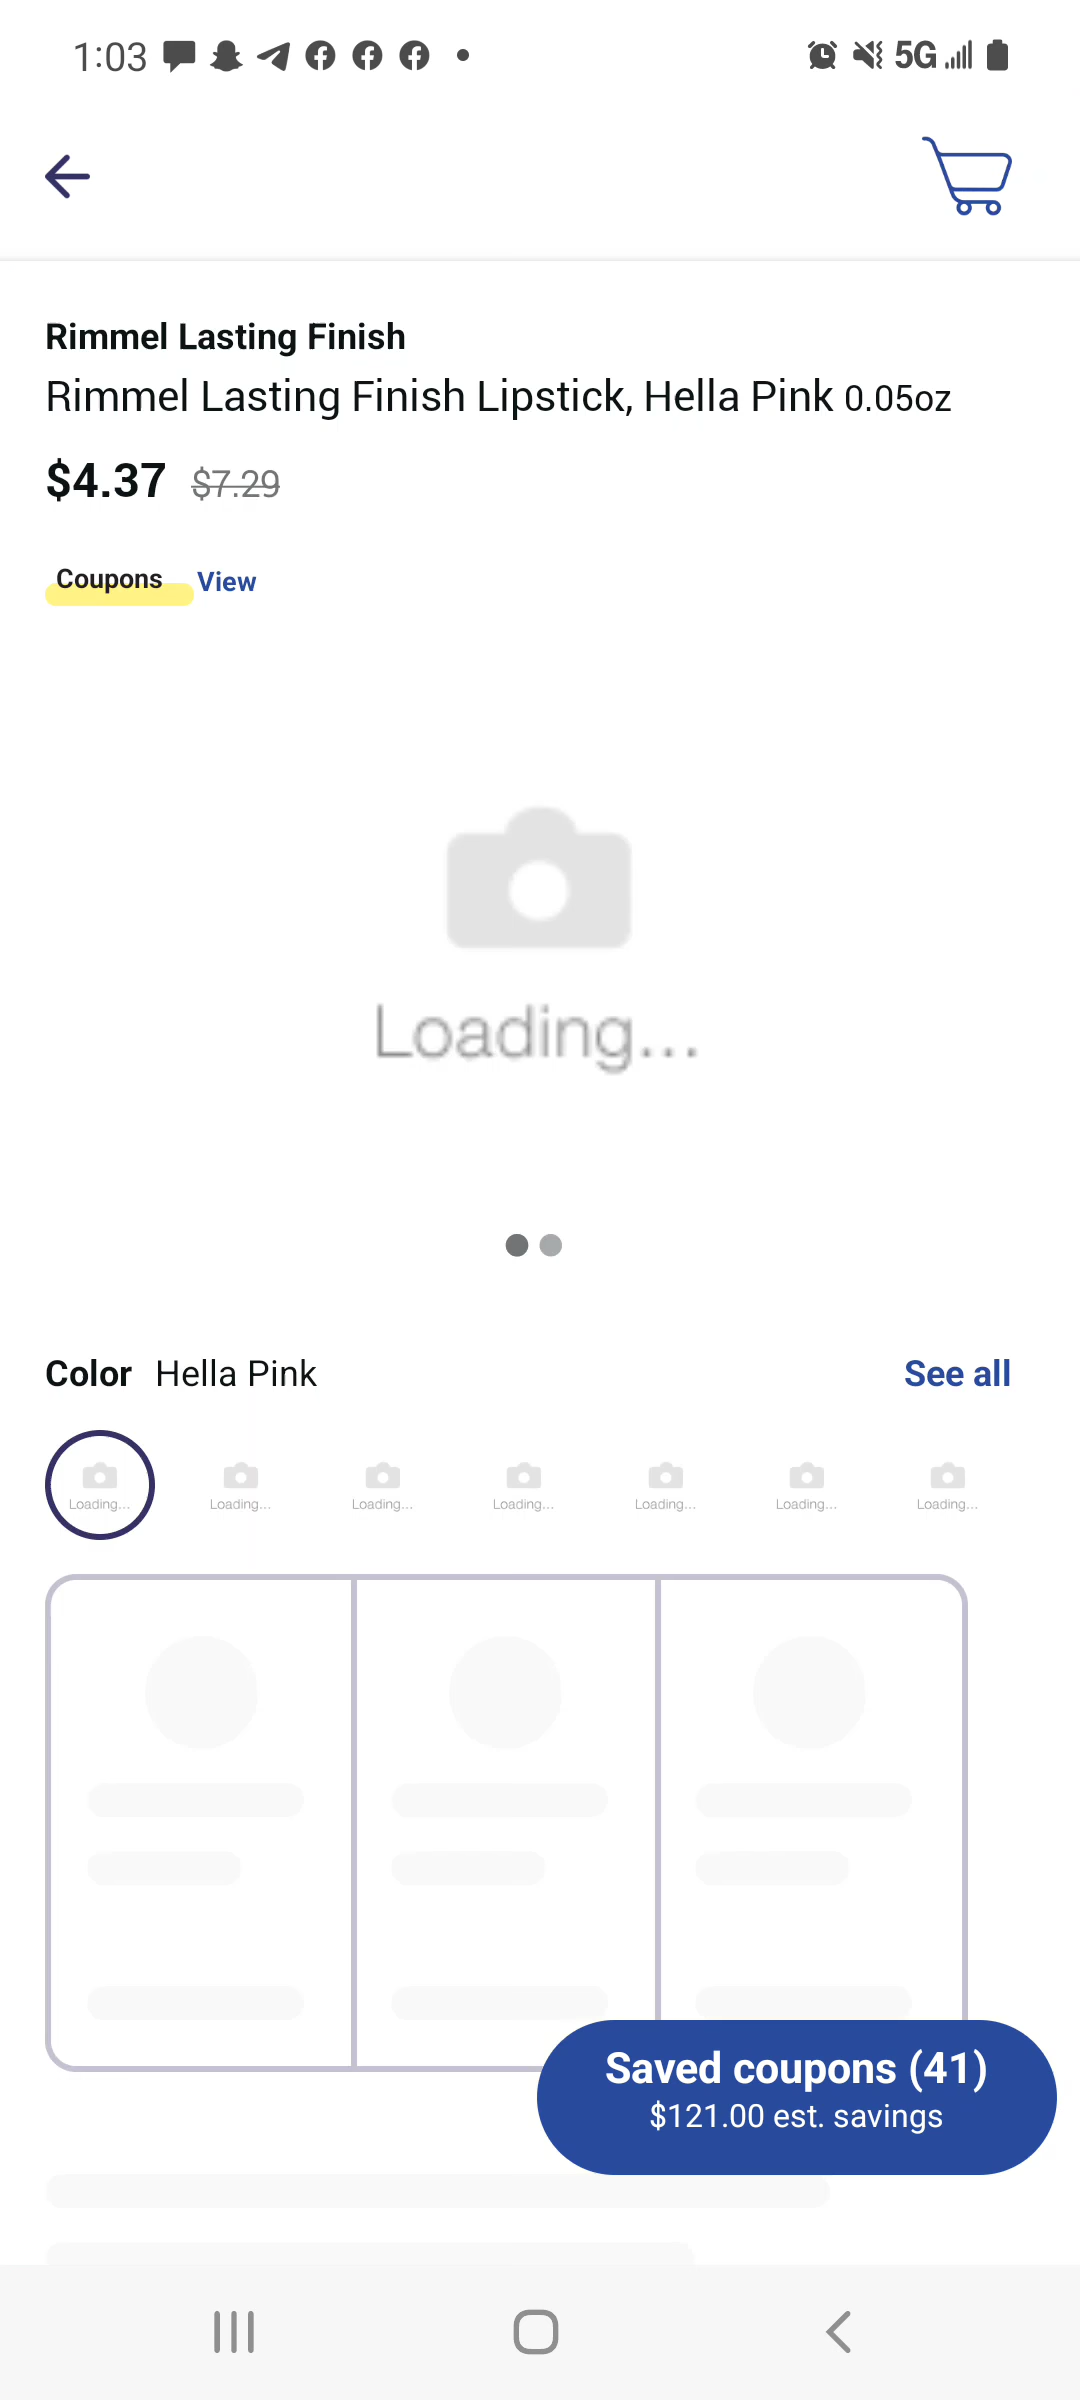 1:03
5G
Rimmel Lasting Finish
Rimmel Lasting Finish Lipstick, Hella Pink 0.05oz
$4.37 $7.29
Coupons View
Loading...
Color Hella Pink See all
Loading... Loading... Loading... Loading... Loading... Loading... Loading...
Saved coupons (41)
$121.00 est. savings